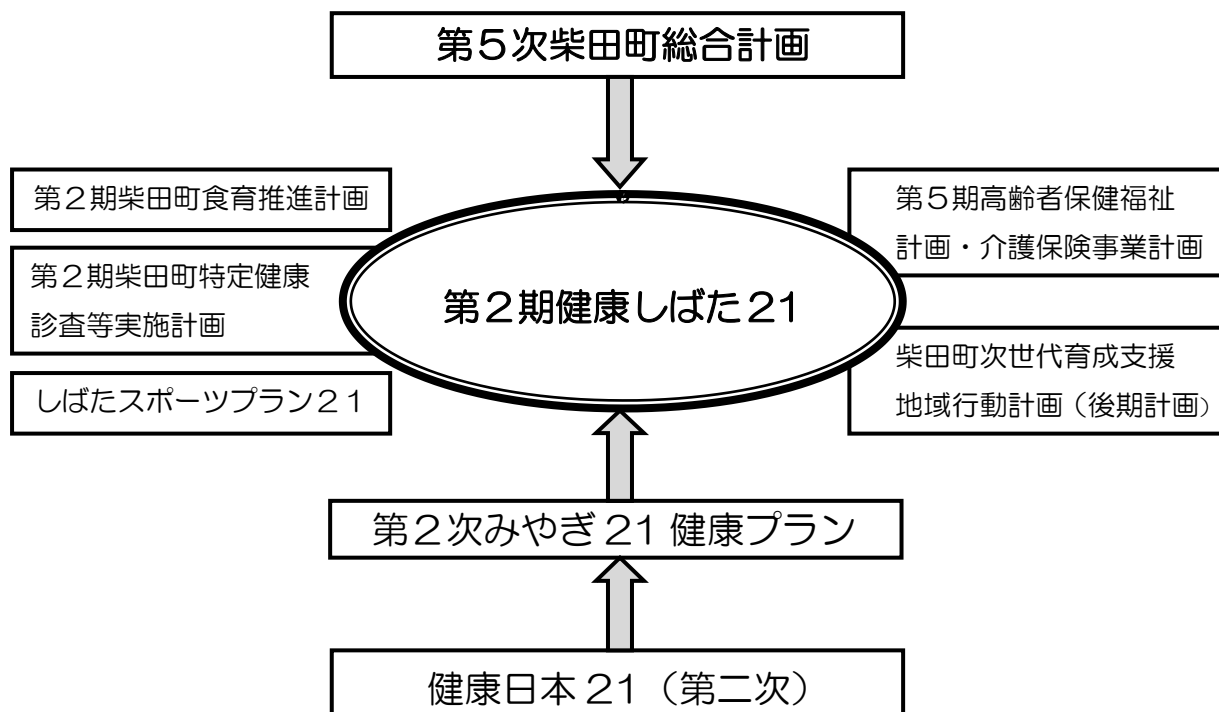 第５次柴田町総合計画
第２期柴田町食育推進計画
第２期柴田町特定健康
診査等実施計画
しばたスポーツプラン２１
第２期健康しばた21
第５期高齢者保健福祉
計画・介護保険事業計画
柴田町次世代育成支援
地域行動計画（後期計画）
第２次みやぎ21健康プラン
健康日本21（第二次）